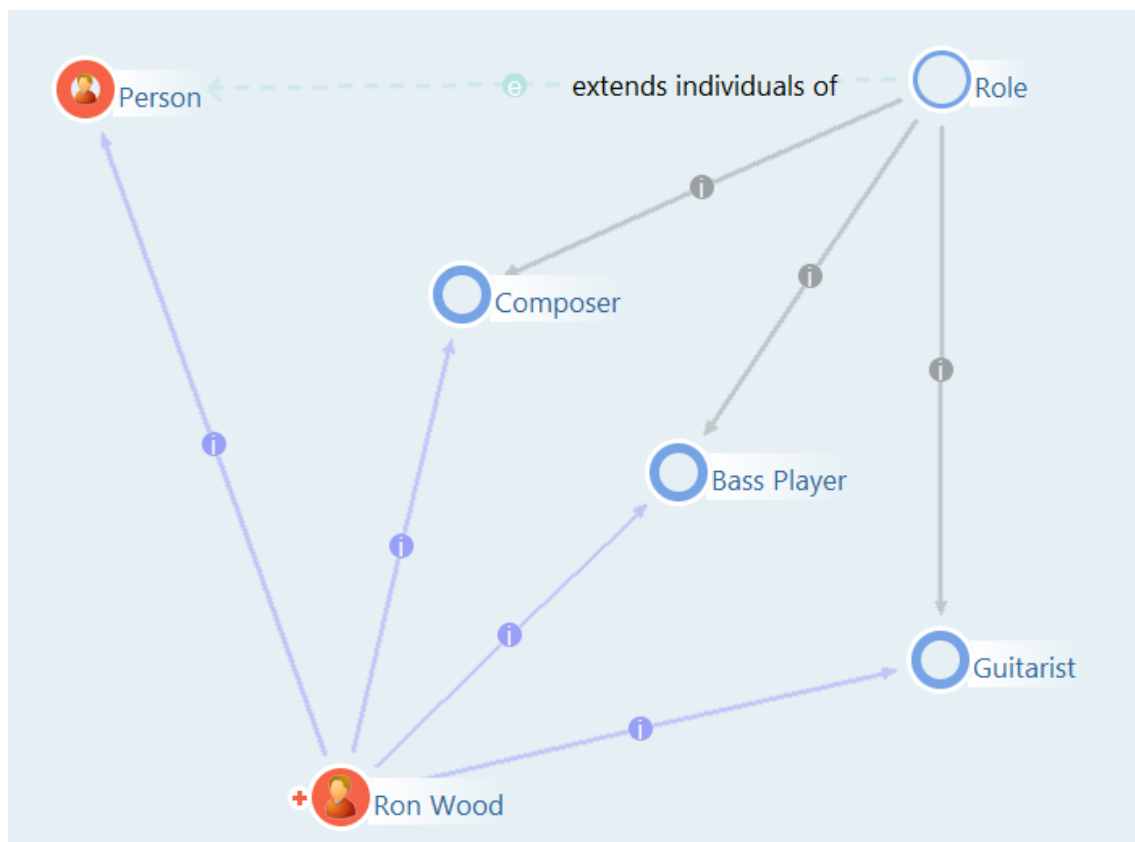 Person
e
extends individuals of
Role
i
Composer
i
i
i
Bass Player
i
i
i
Guitarist
i
Ron Wood